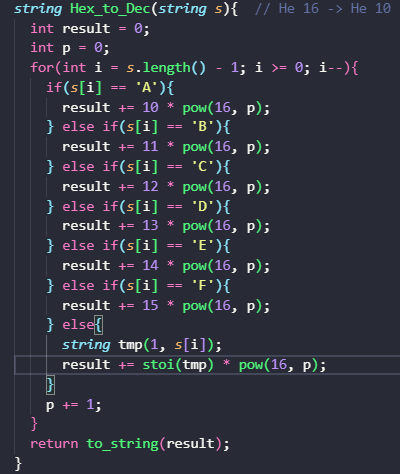 string Hex_to_Dec(string s){  // He 16 -> He 10
  int result = 0;
  int p = 0;
  for(int i = s.length() - 1; i >= 0; i--){
    if(s[i] == 'A'){
      result += 10 * pow(16, p);
    } else if(s[i] == 'B'){
      result += 11 * pow(16, p);
    } else if(s[i] == 'C'){
      result += 12 * pow(16, p);
    } else if(s[i] == 'D'){
      result += 13 * pow(16, p);
    } else if(s[i] == 'E'){
      result += 14 * pow(16, p);
    } else if(s[i] == 'F'){
      result += 15 * pow(16, p);
    } else{
      string tmp(1, s[i]);
      result += stoi(tmp) * pow(16, p);
    }
    p += 1;
  }
  return to_string(result);
}